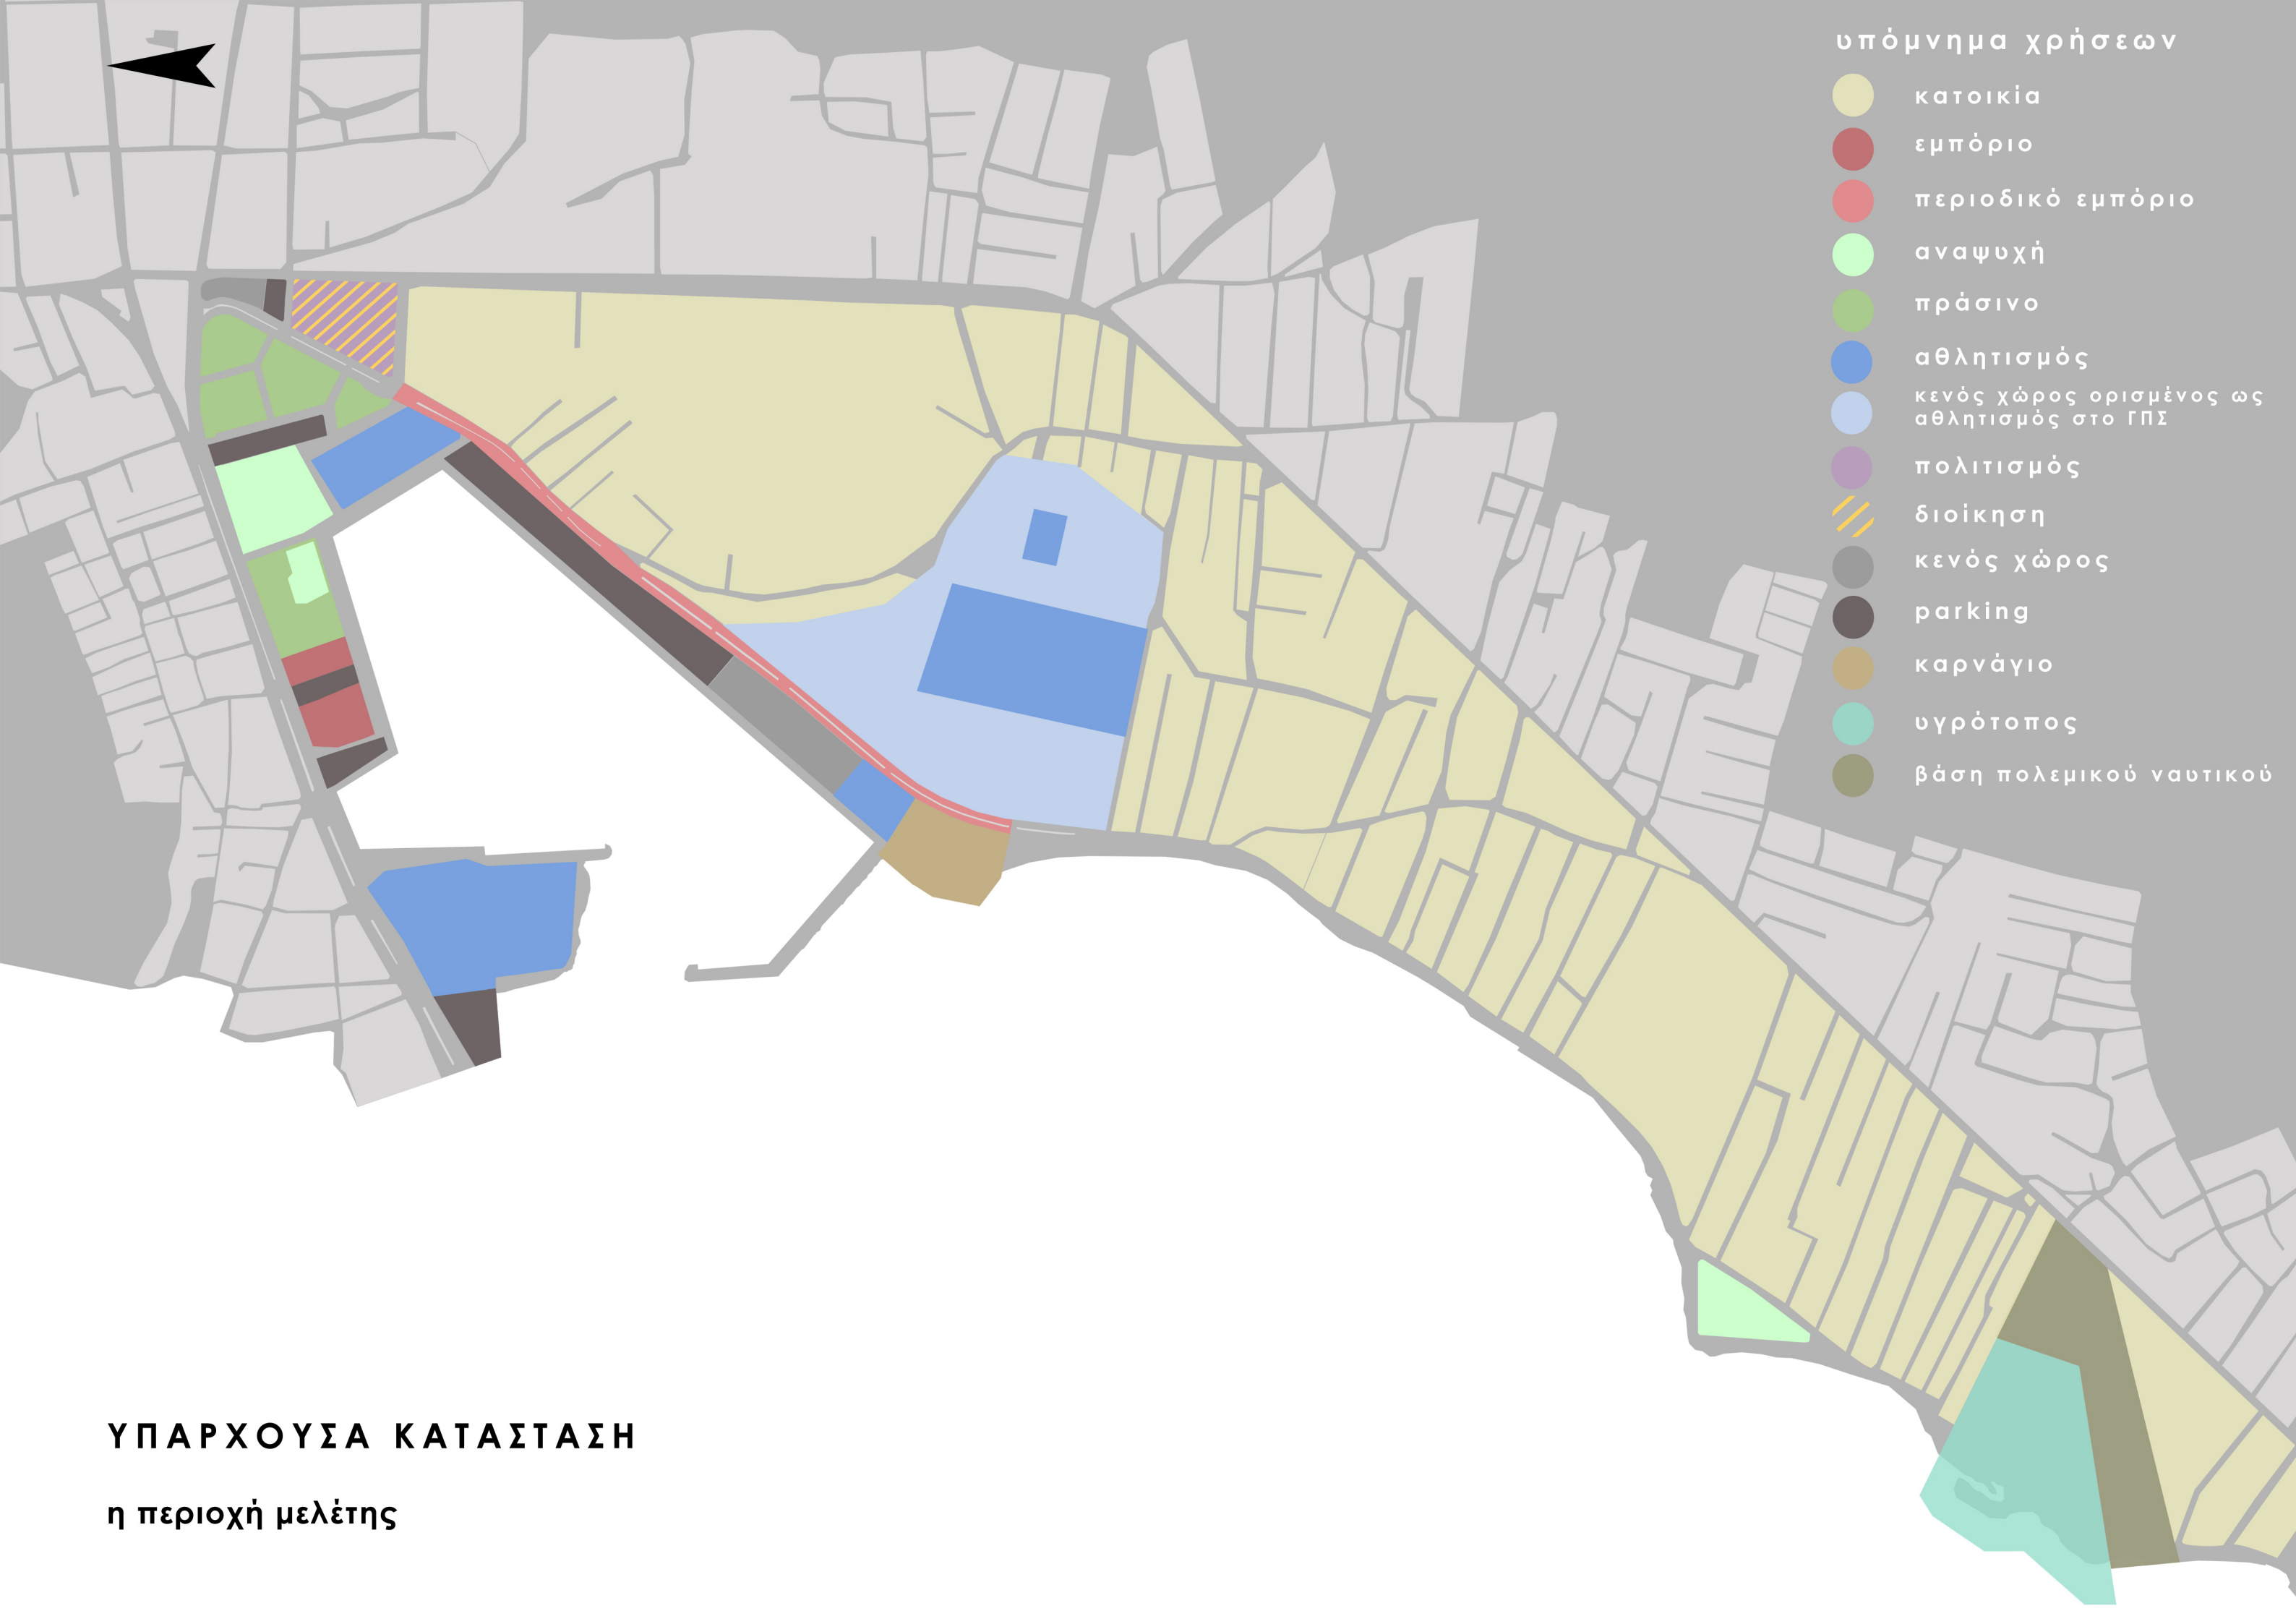 υπόμνημα χρήσεων
κατοικία
εμπόριο
περιοδικό εμπόριο
αναψυχή
πράσινο
αθλητισμός
κενός χώρος ορισμένος ως
αθλητισμός στο ΓΠΣ
πολιτισμός
διοίκηση
κενός χώρος
parking
καρνάγιο
υγρότοπος
βάση πολεμικού ναυτικού
ΥΠΑΡΧΟΥΣΑ ΚΑΤΑΣΤΑΣΗ
η περιοχή μελέτης